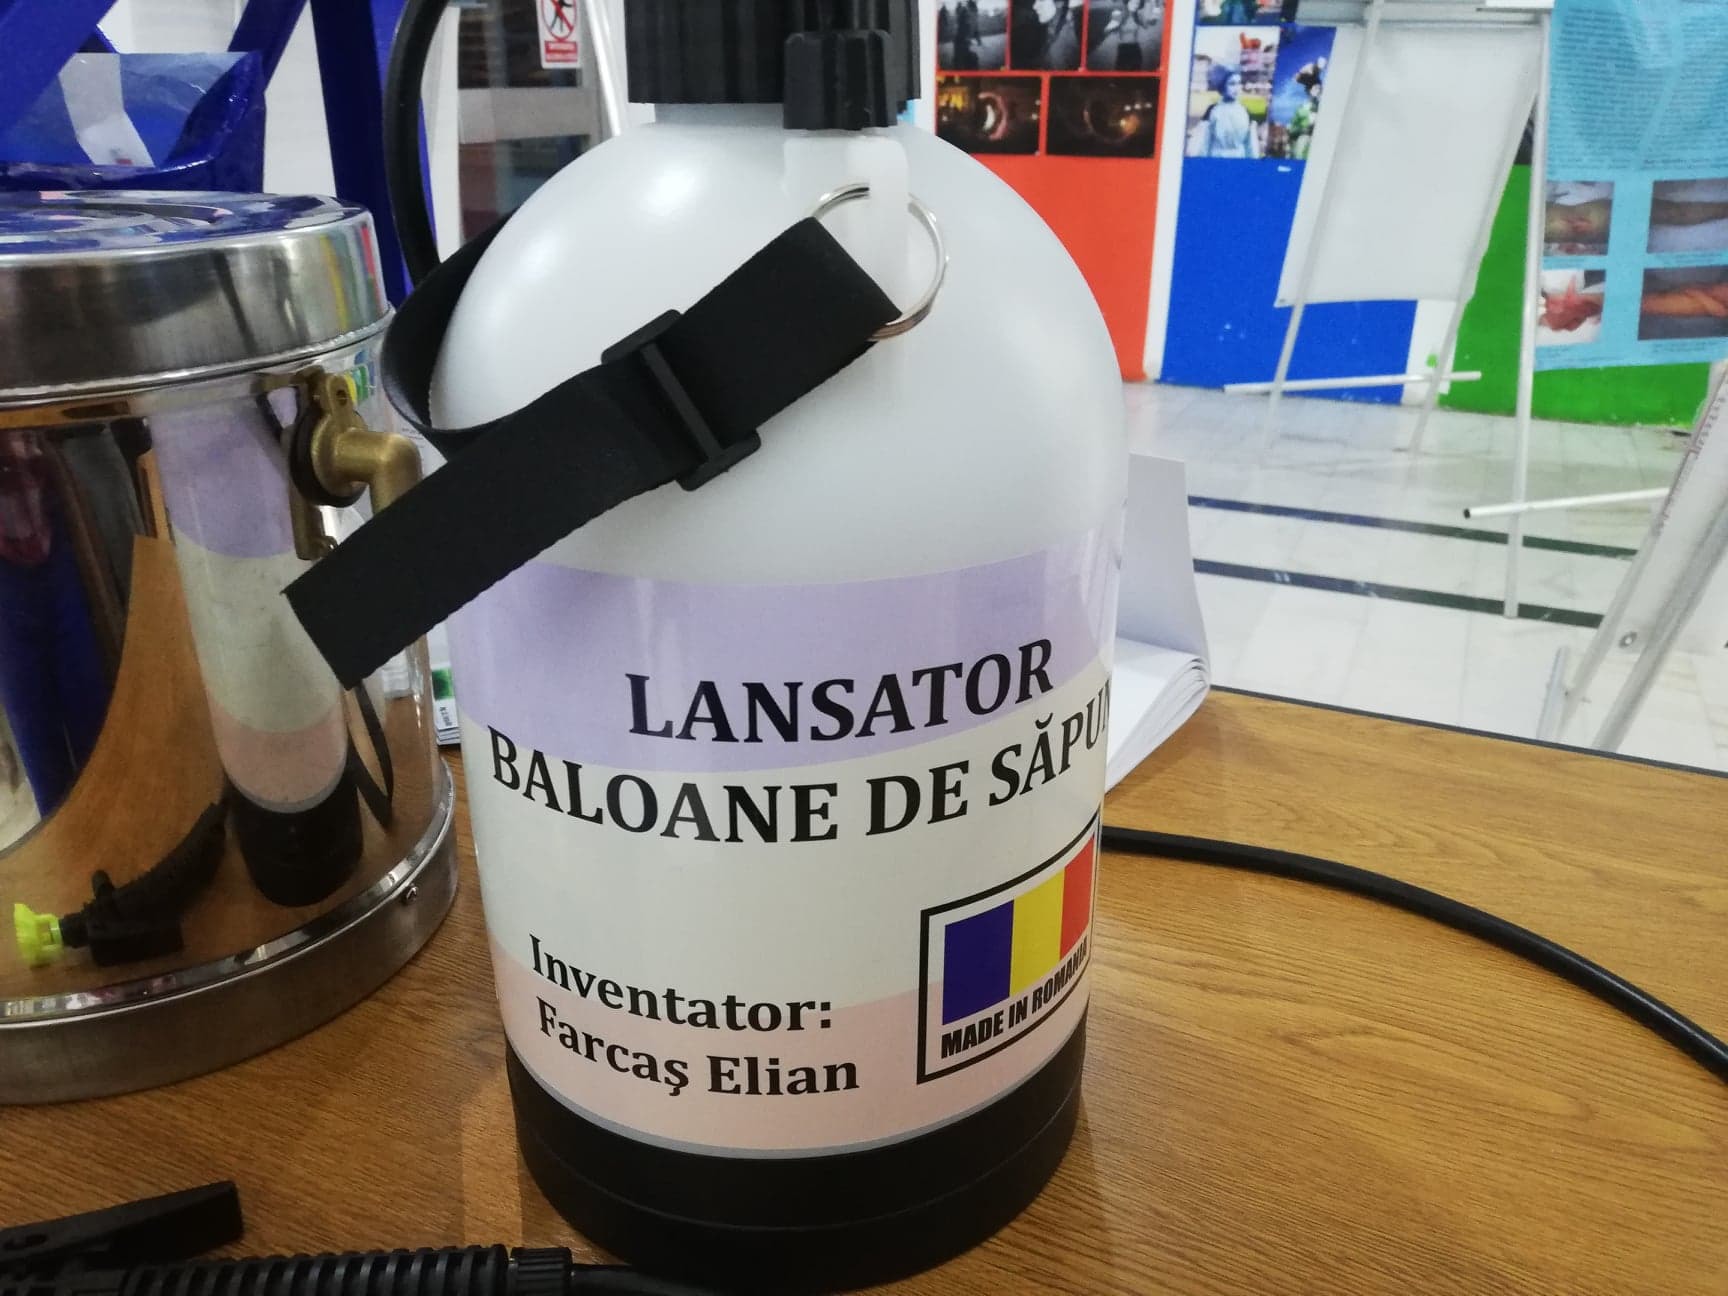 LANSATOR
BALOANE DE SĂPUN
Inventator:
Farcaş Elian
MADE IN ROMANIA